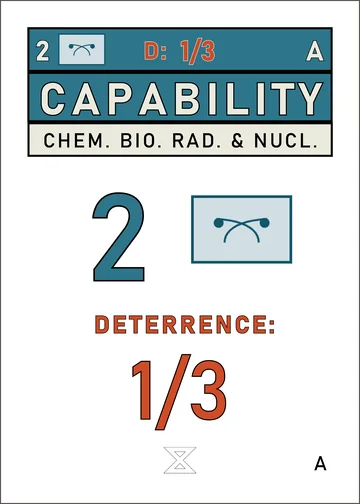 2 D: 1/3 A
CAPABILITY
CHEM. BIO. RAD. & NUCL.
2
DETERRENCE:
1/3
A